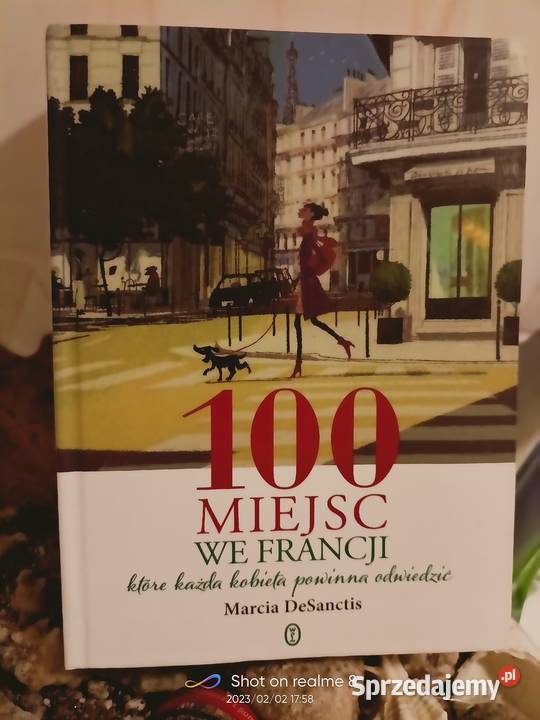 100
MIEJSC
WE FRANCJI
które każda kobieta powinna odwiedzić
Marcia DeSanctis
Shot on realme 8
2023/02/02 17:58
Sprzedajemy.pl